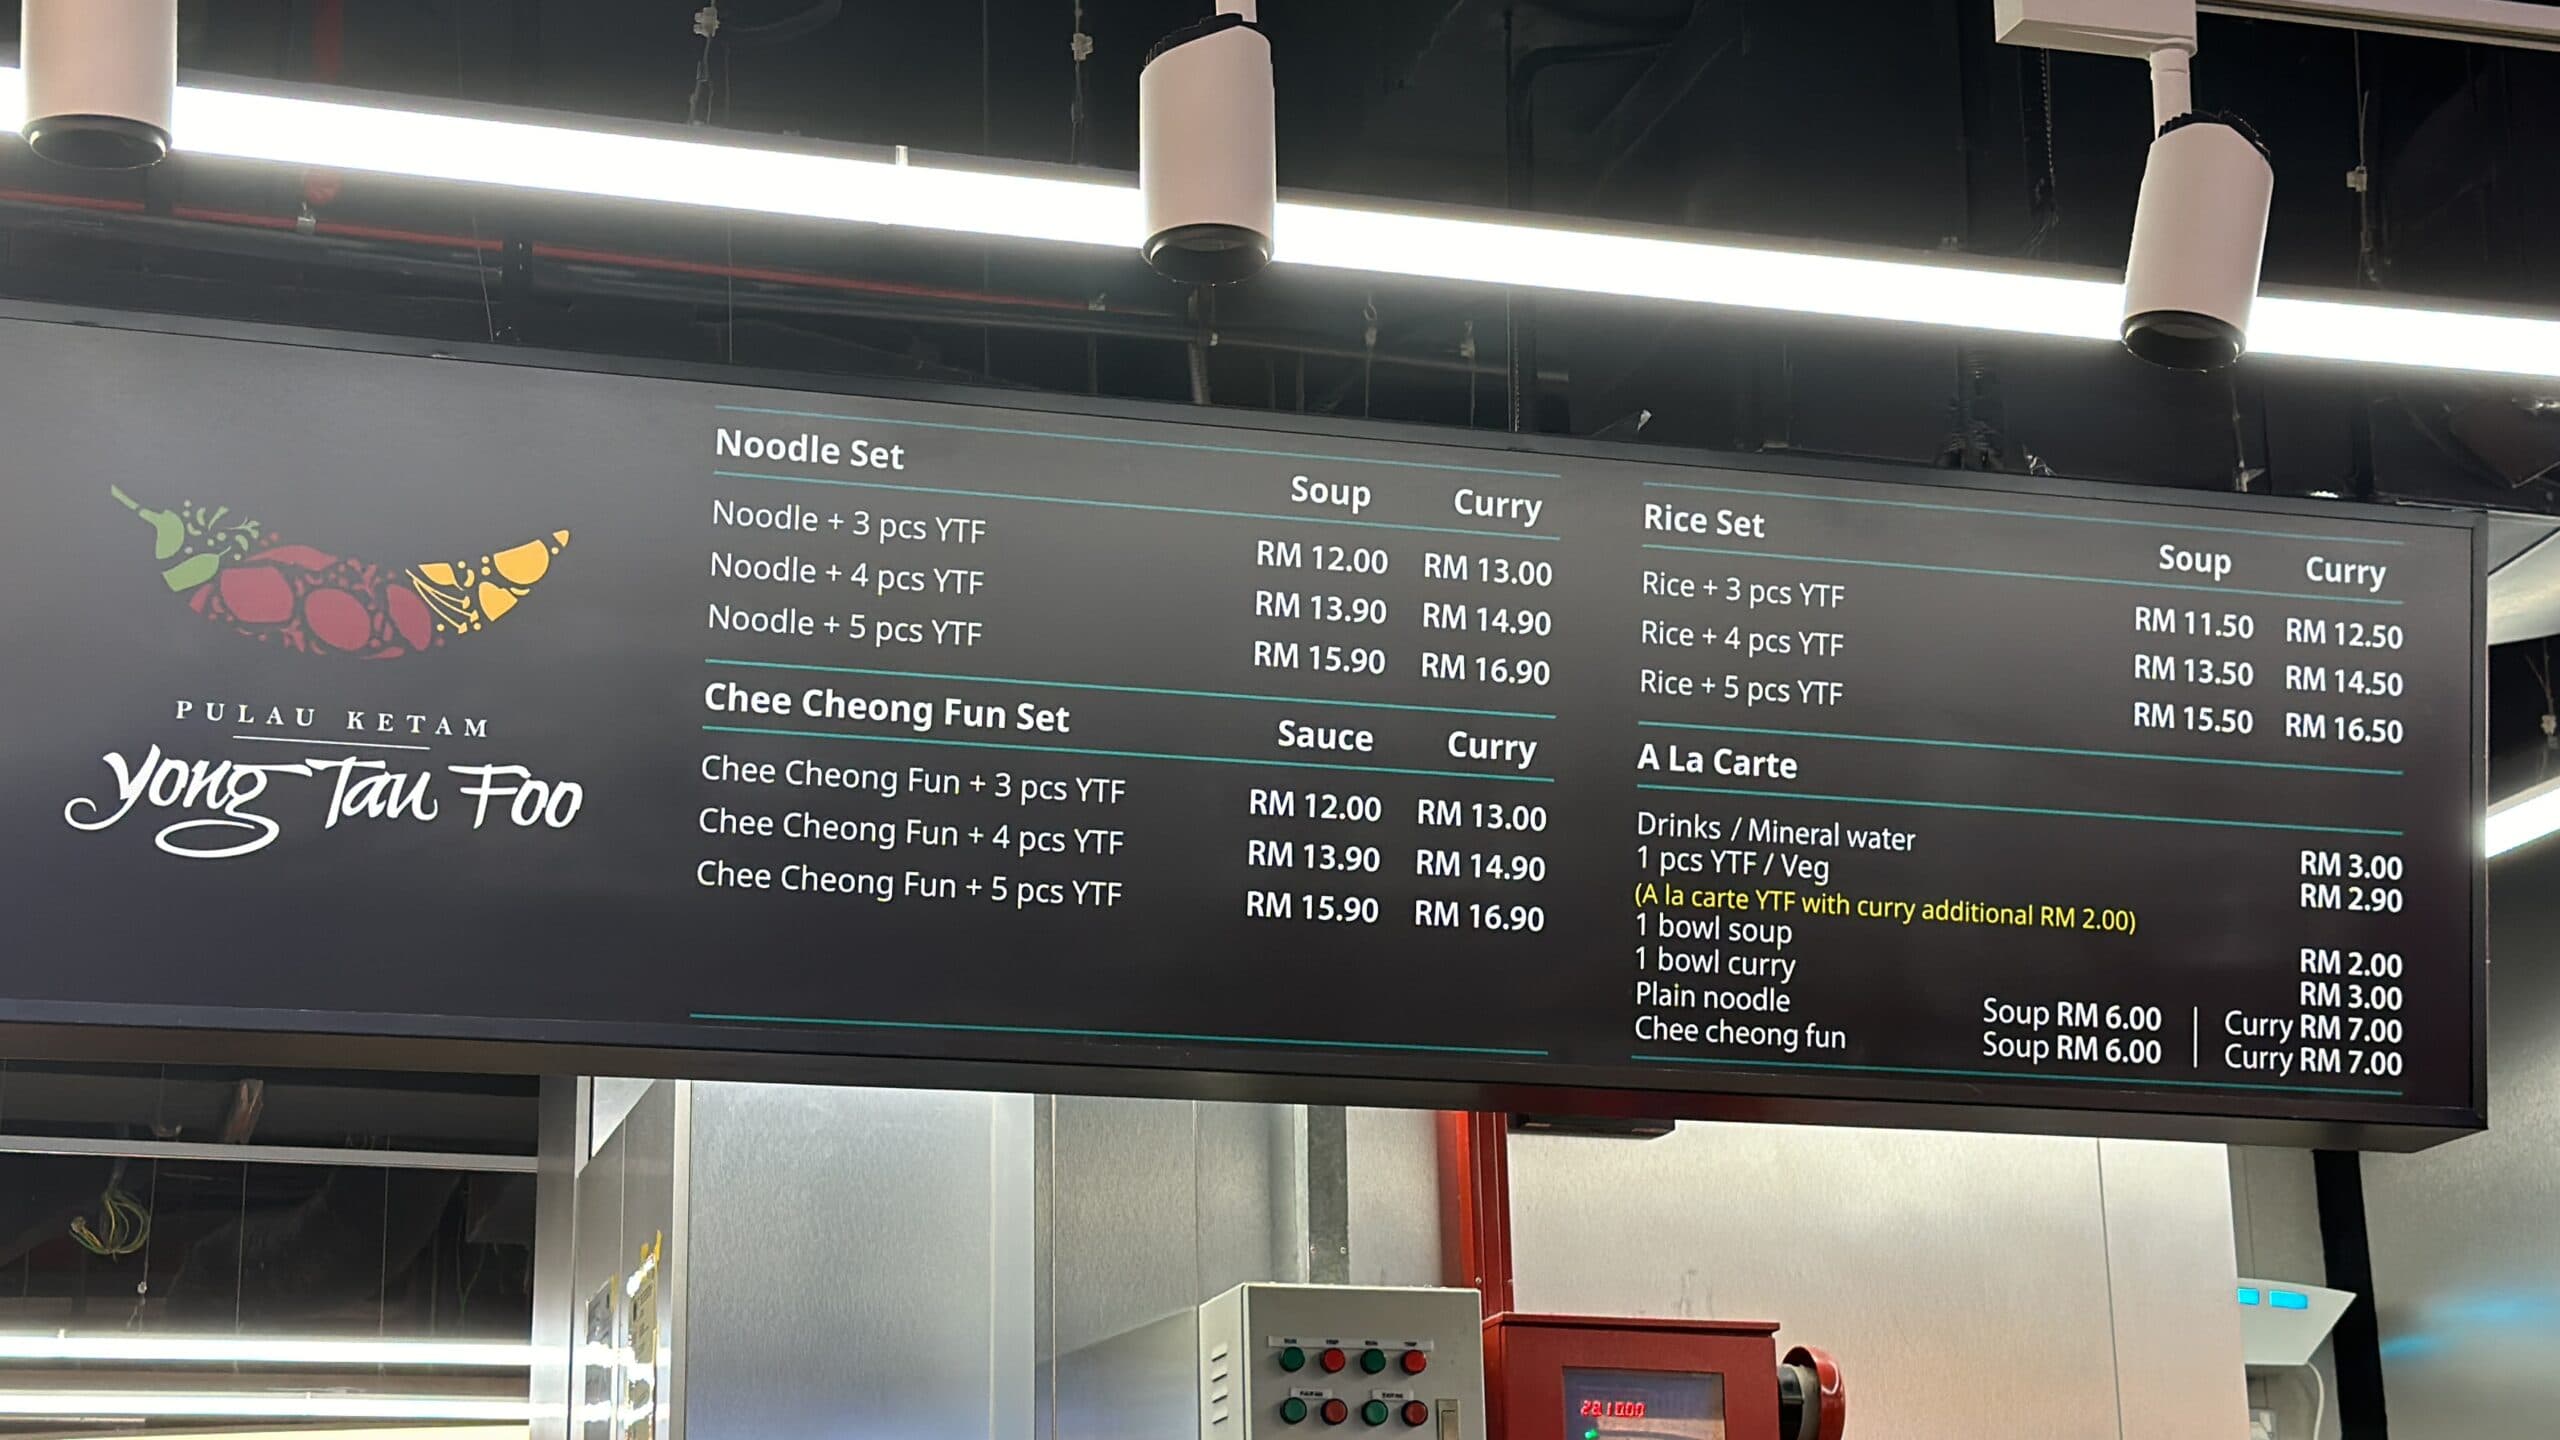 PULAU KETAM
Yong Tau Foo
Noodle Set Soup Curry
Noodle + 3 pcs YTF RM 12.00 RM 13.00
Noodle + 4 pcs YTF RM 13.90 RM 14.90
Noodle + 5 pcs YTF RM 15.90 RM 16.90
Chee Cheong Fun Set Sauce Curry
Chee Cheong Fun + 3 pcs YTF RM 12.00 RM 13.00
Chee Cheong Fun + 4 pcs YTF RM 13.90 RM 14.90
Chee Cheong Fun + 5 pcs YTF RM 15.90 RM 16.90
Rice Set Soup Curry
Rice + 3 pcs YTF RM 11.50 RM 12.50
Rice + 4 pcs YTF RM 13.50 RM 14.50
Rice + 5 pcs YTF RM 15.50 RM 16.50
A La Carte
Drinks / Mineral water RM 3.00
1 pcs YTF / Veg RM 2.90
(A la carte YTF with curry additional RM 2.00)
1 bowl soup RM 2.00
1 bowl curry RM 3.00
Plain noodle Soup RM 6.00 | Curry RM 7.00
Chee cheong fun Soup RM 6.00 | Curry RM 7.00